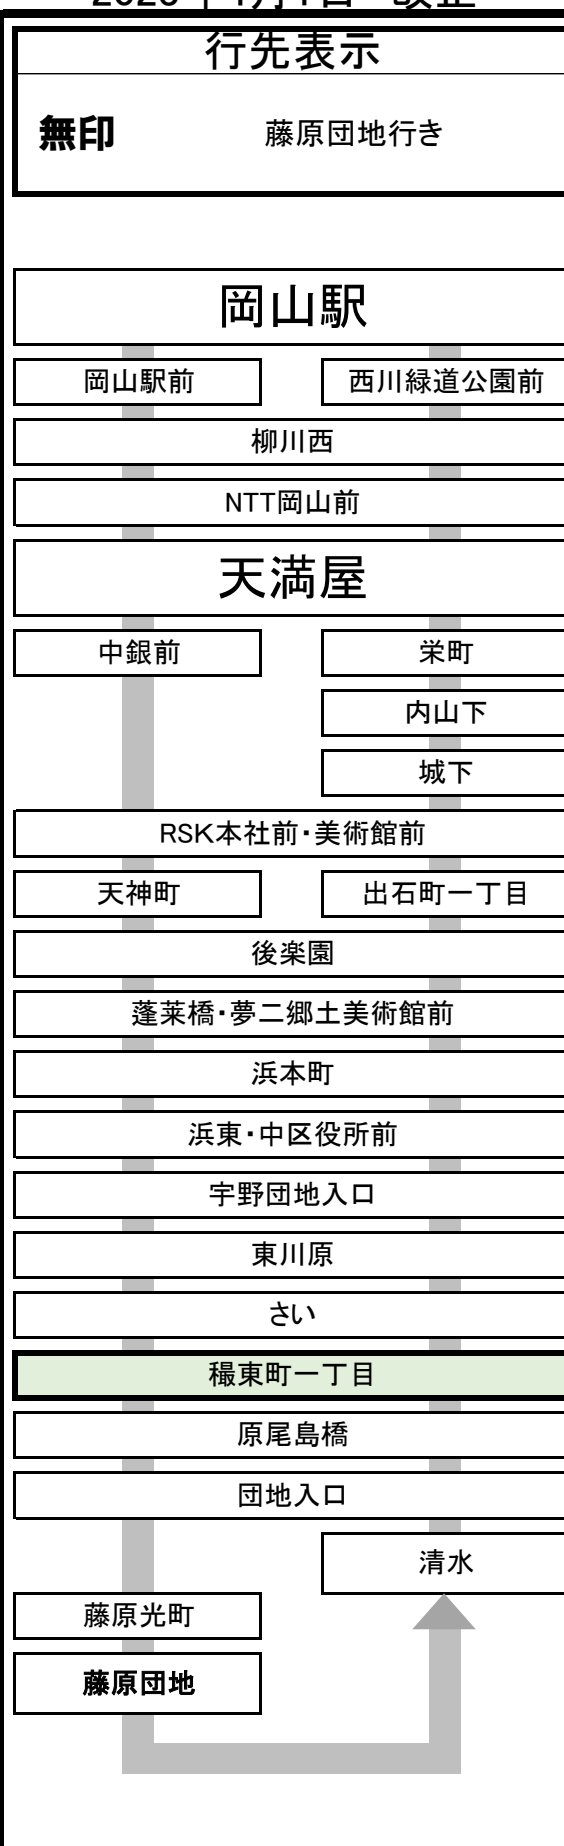 行先表示
無印 藤原団地行き
岡山駅
岡山駅前 西川緑道公園前
柳川西
NTT岡山前
天満屋
中銀前 栄町
内山下
城下
RSK本社前・美術館前
天神町 出石町一丁目
後楽園
蓬莱橋・夢二郷土美術館前
浜本町
浜東・中区役所前
宇野団地入口
東川原
さい
穝東町一丁目
原尾島橋
団地入口
清水
藤原光町
藤原団地